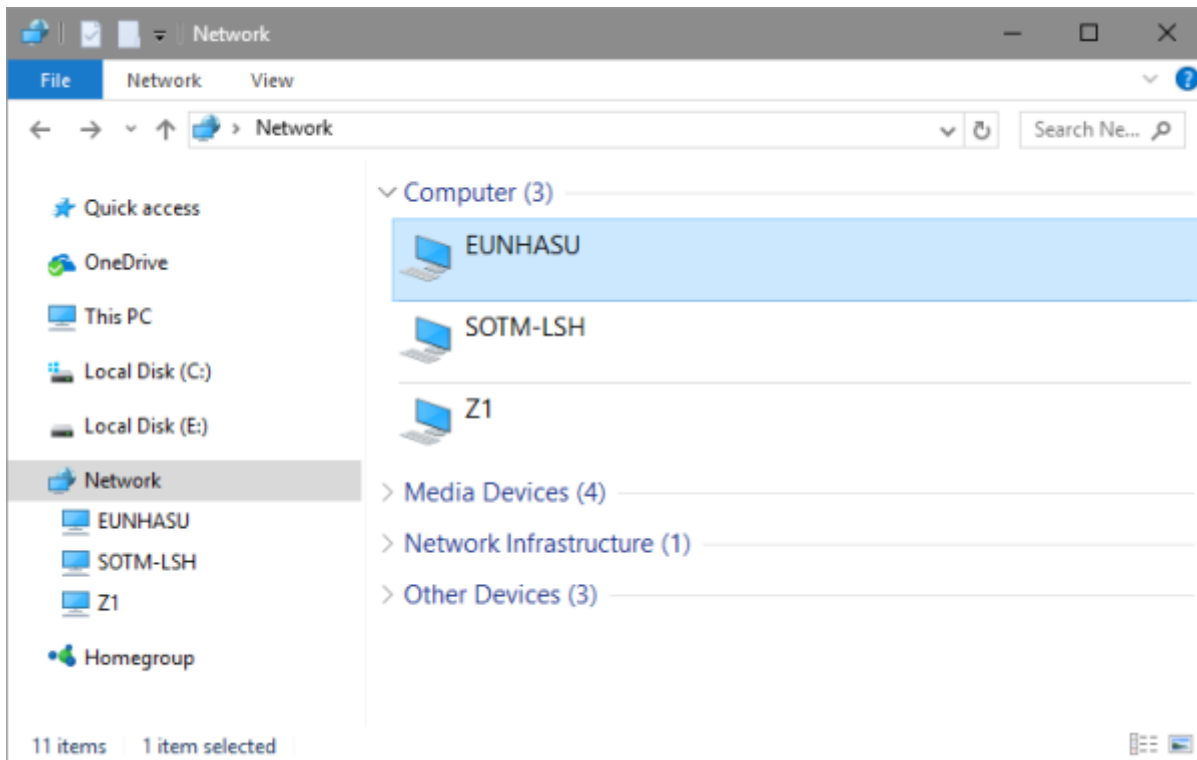 Network
File Network View
Network Search Ne...
Quick access
OneDrive
This PC
Local Disk (C:)
Local Disk (E:)
Network
EUNHASU
SOTM-LSH
Z1
Homegroup
Computer (3)
EUNHASU
SOTM-LSH
Z1
Media Devices (4)
Network Infrastructure (1)
Other Devices (3)
11 items 1 item selected